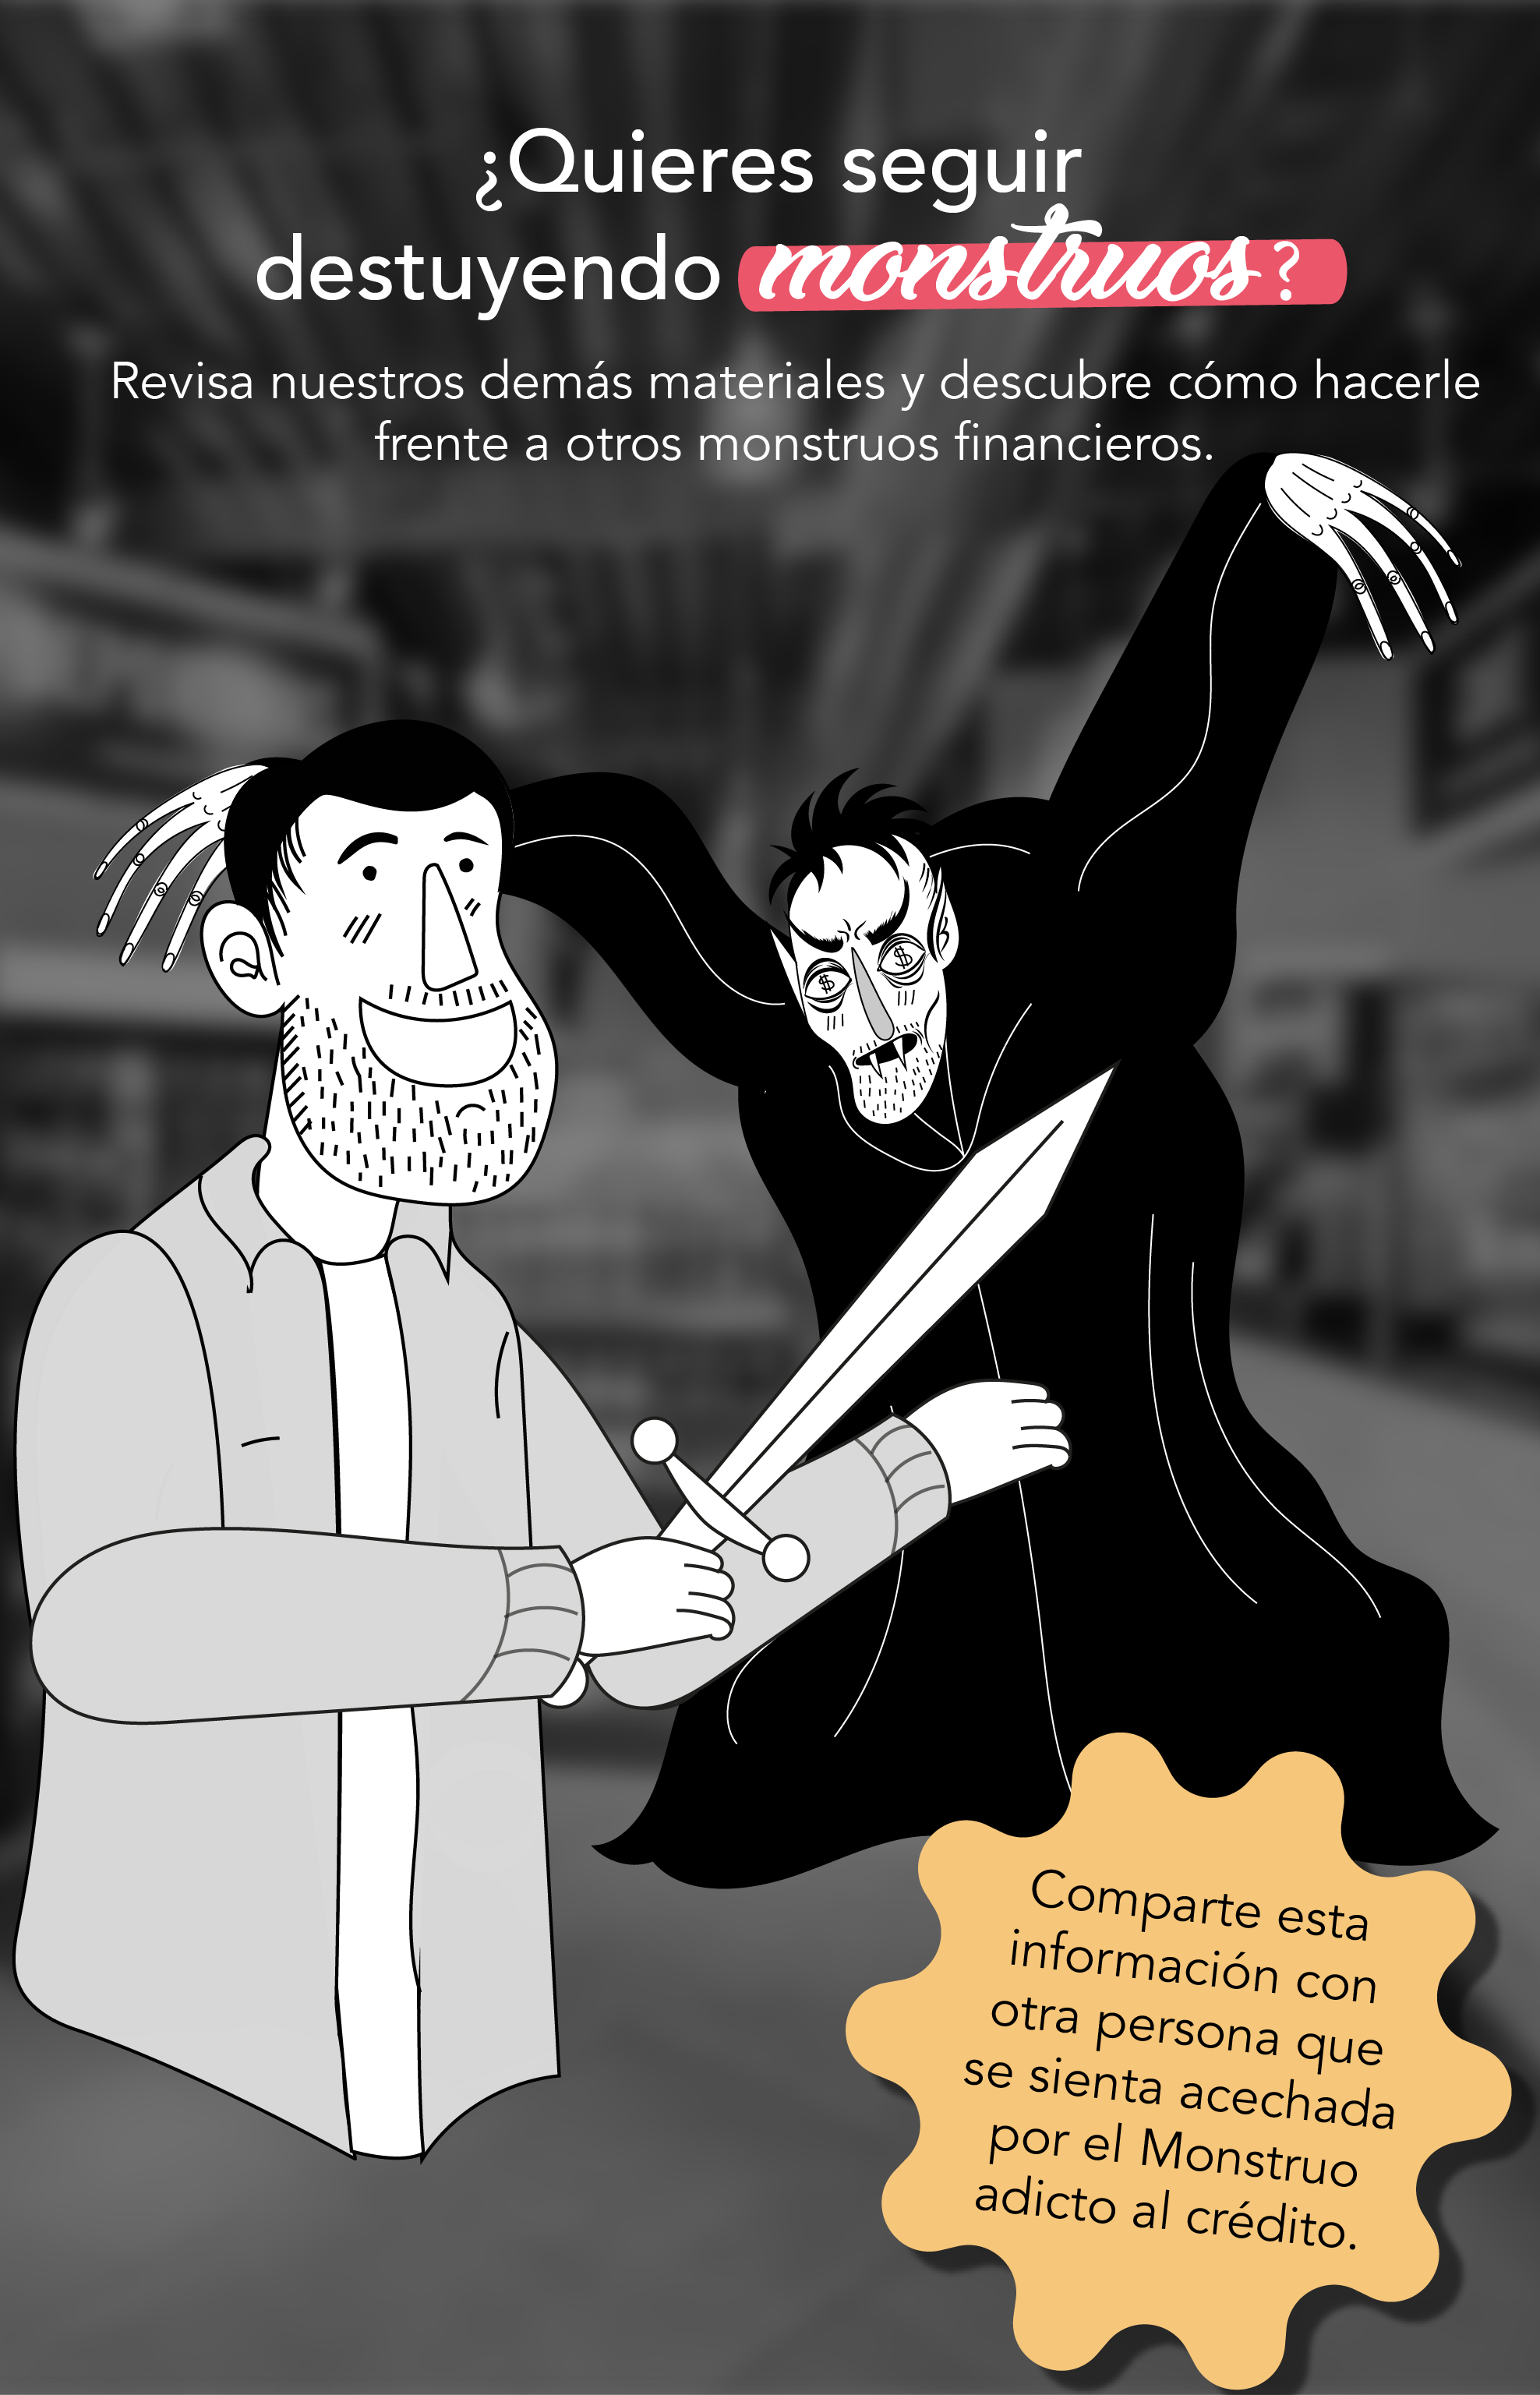 ¿Quieres seguir
destuyendo monstruos?
Revisa nuestros demás materiales y descubre cómo hacerle
frente a otros monstruos financieros.
$ $
Comparte esta
información con
otra persona que
se sienta acechada
por el Monstruo
adicto al crédito.